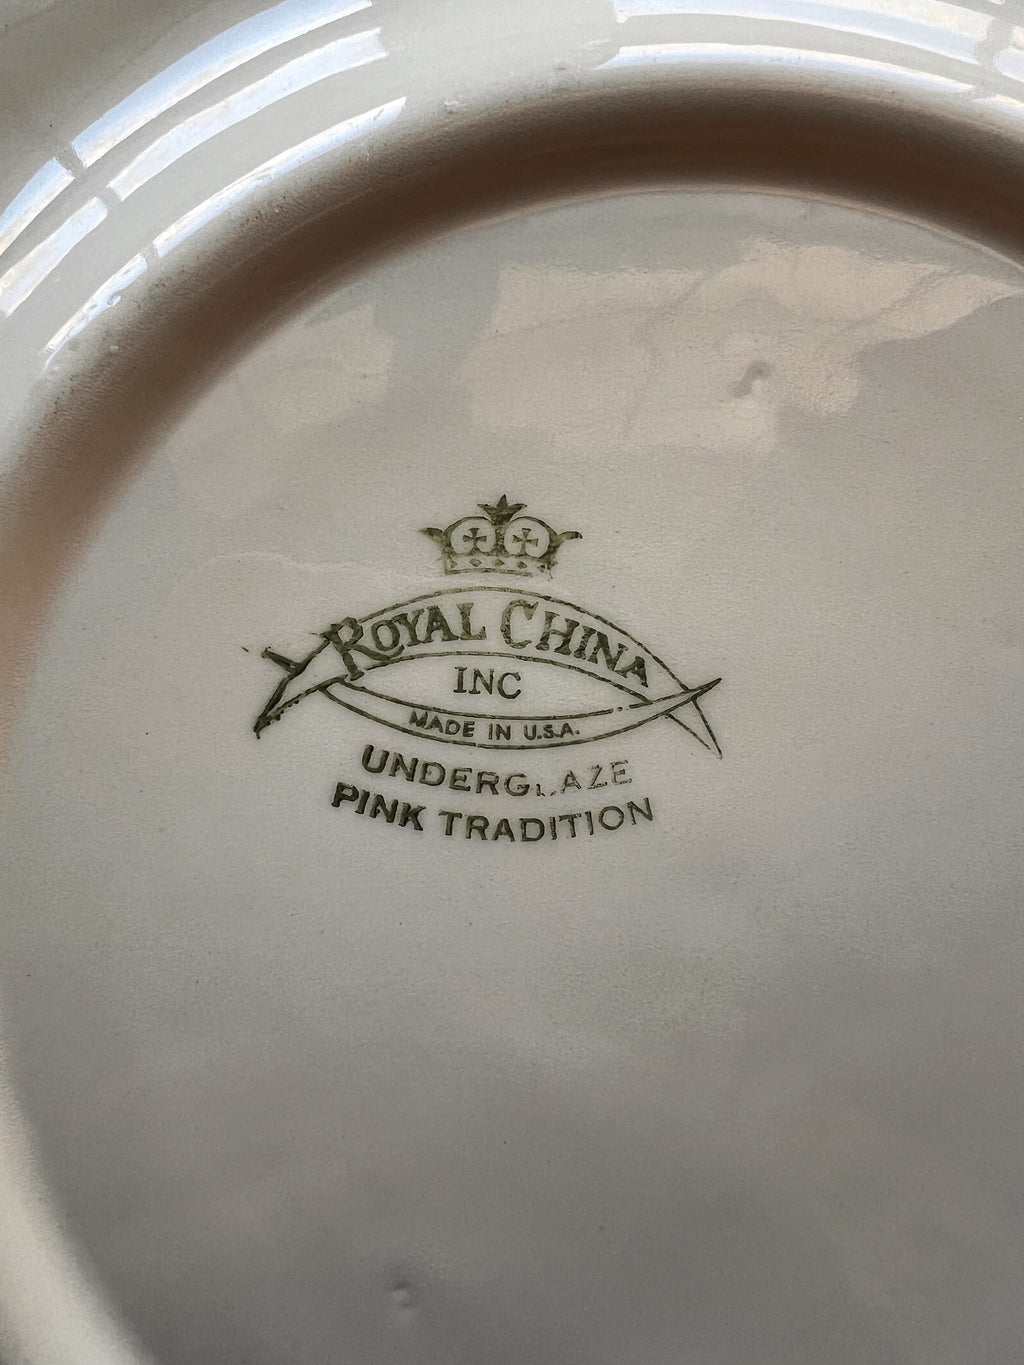 ROYAL CHINA
INC
MADE IN U.S.A.
UNDERGLAZE
PINK TRADITION